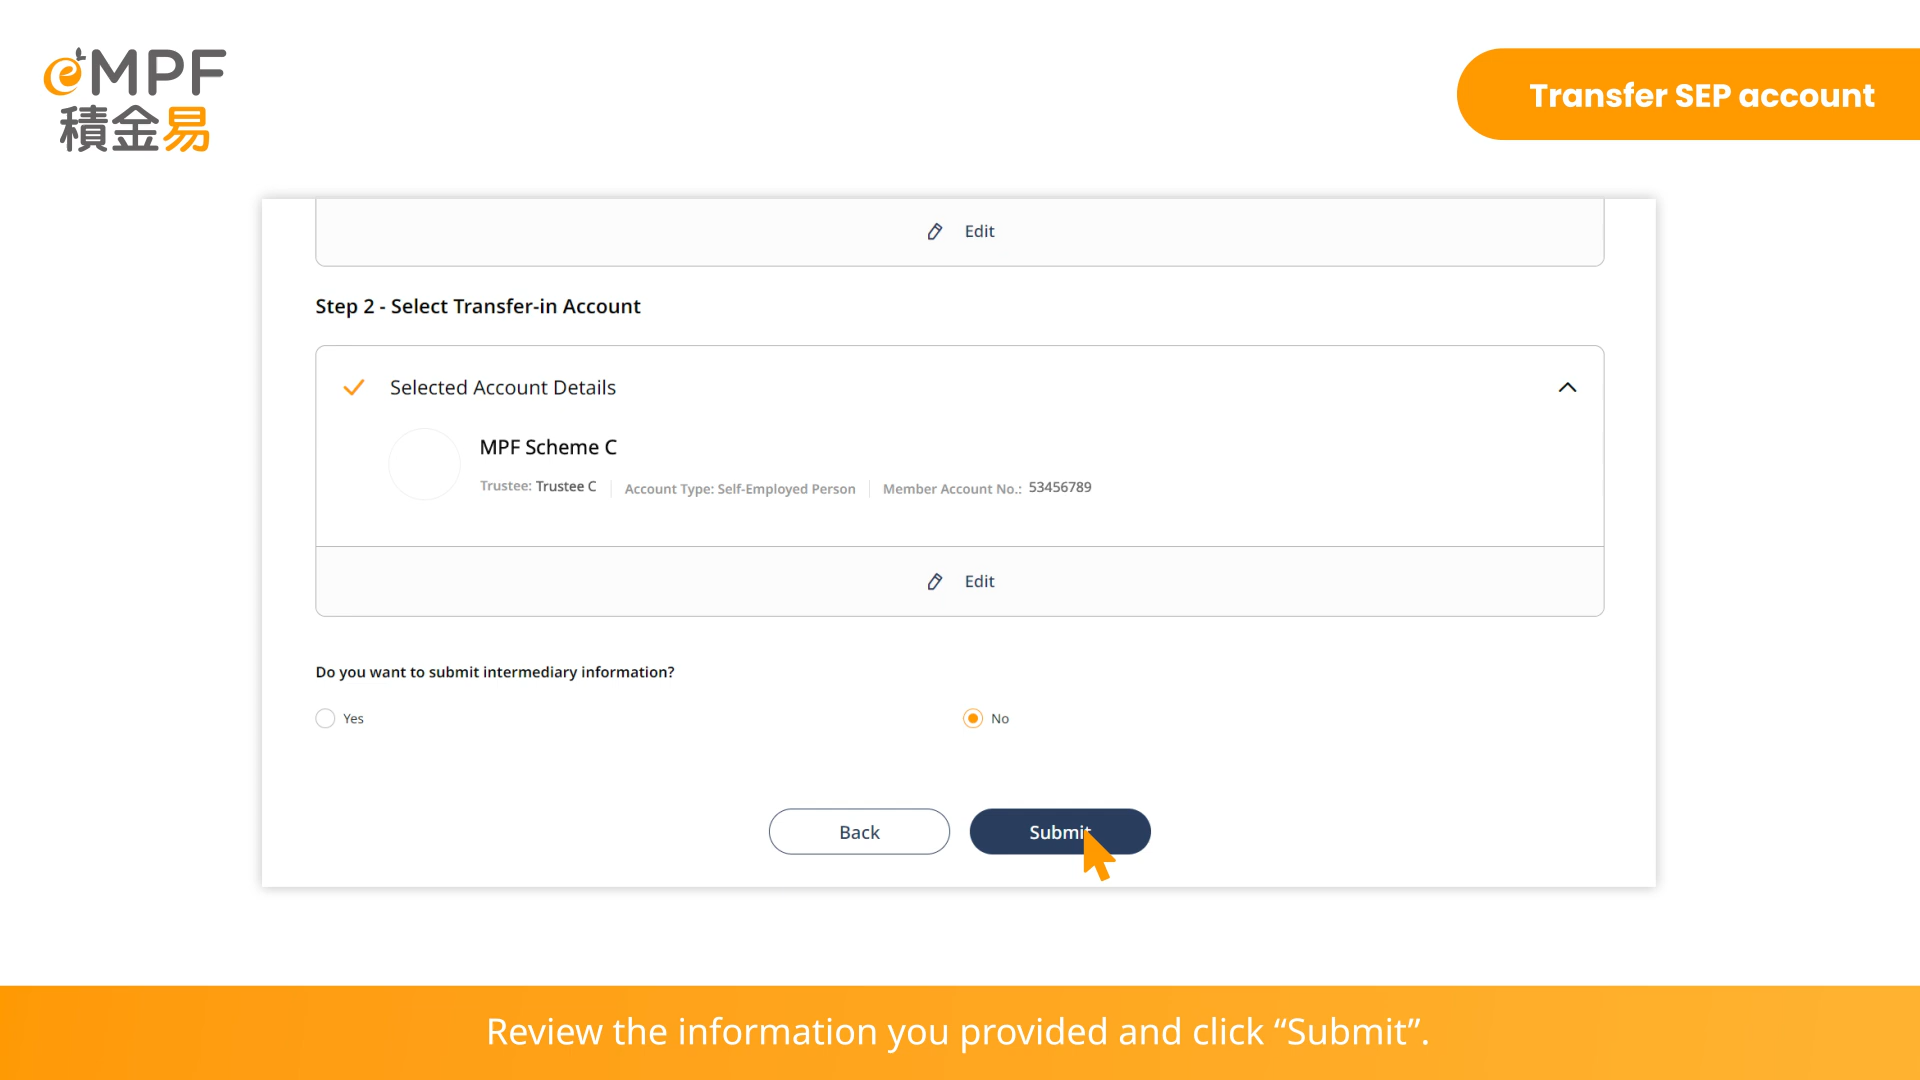 eMPF
積金易
Transfer SEP account
Edit
Step 2 - Select Transfer-in Account
Selected Account Details
MPF Scheme C
Trustee: Trustee C Account Type: Self-Employed Person Member Account No.: 53456789
Edit
Do you want to submit intermediary information?
Yes No
Back Submit
Review the information you provided and click “Submit”.